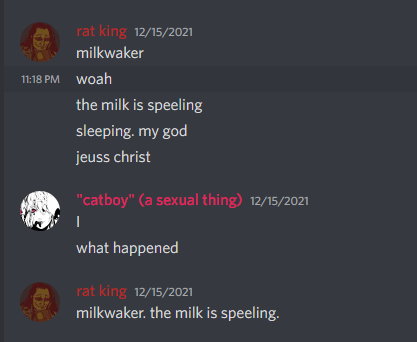 rat king 12/15/2021
milkwaker
11:18 PM woah
the milk is speeling
sleeping. my god
jeuss christ
"catboy" (a sexual thing) 12/15/2021
I
what happened
rat king 12/15/2021
milkwaker. the milk is speeling.